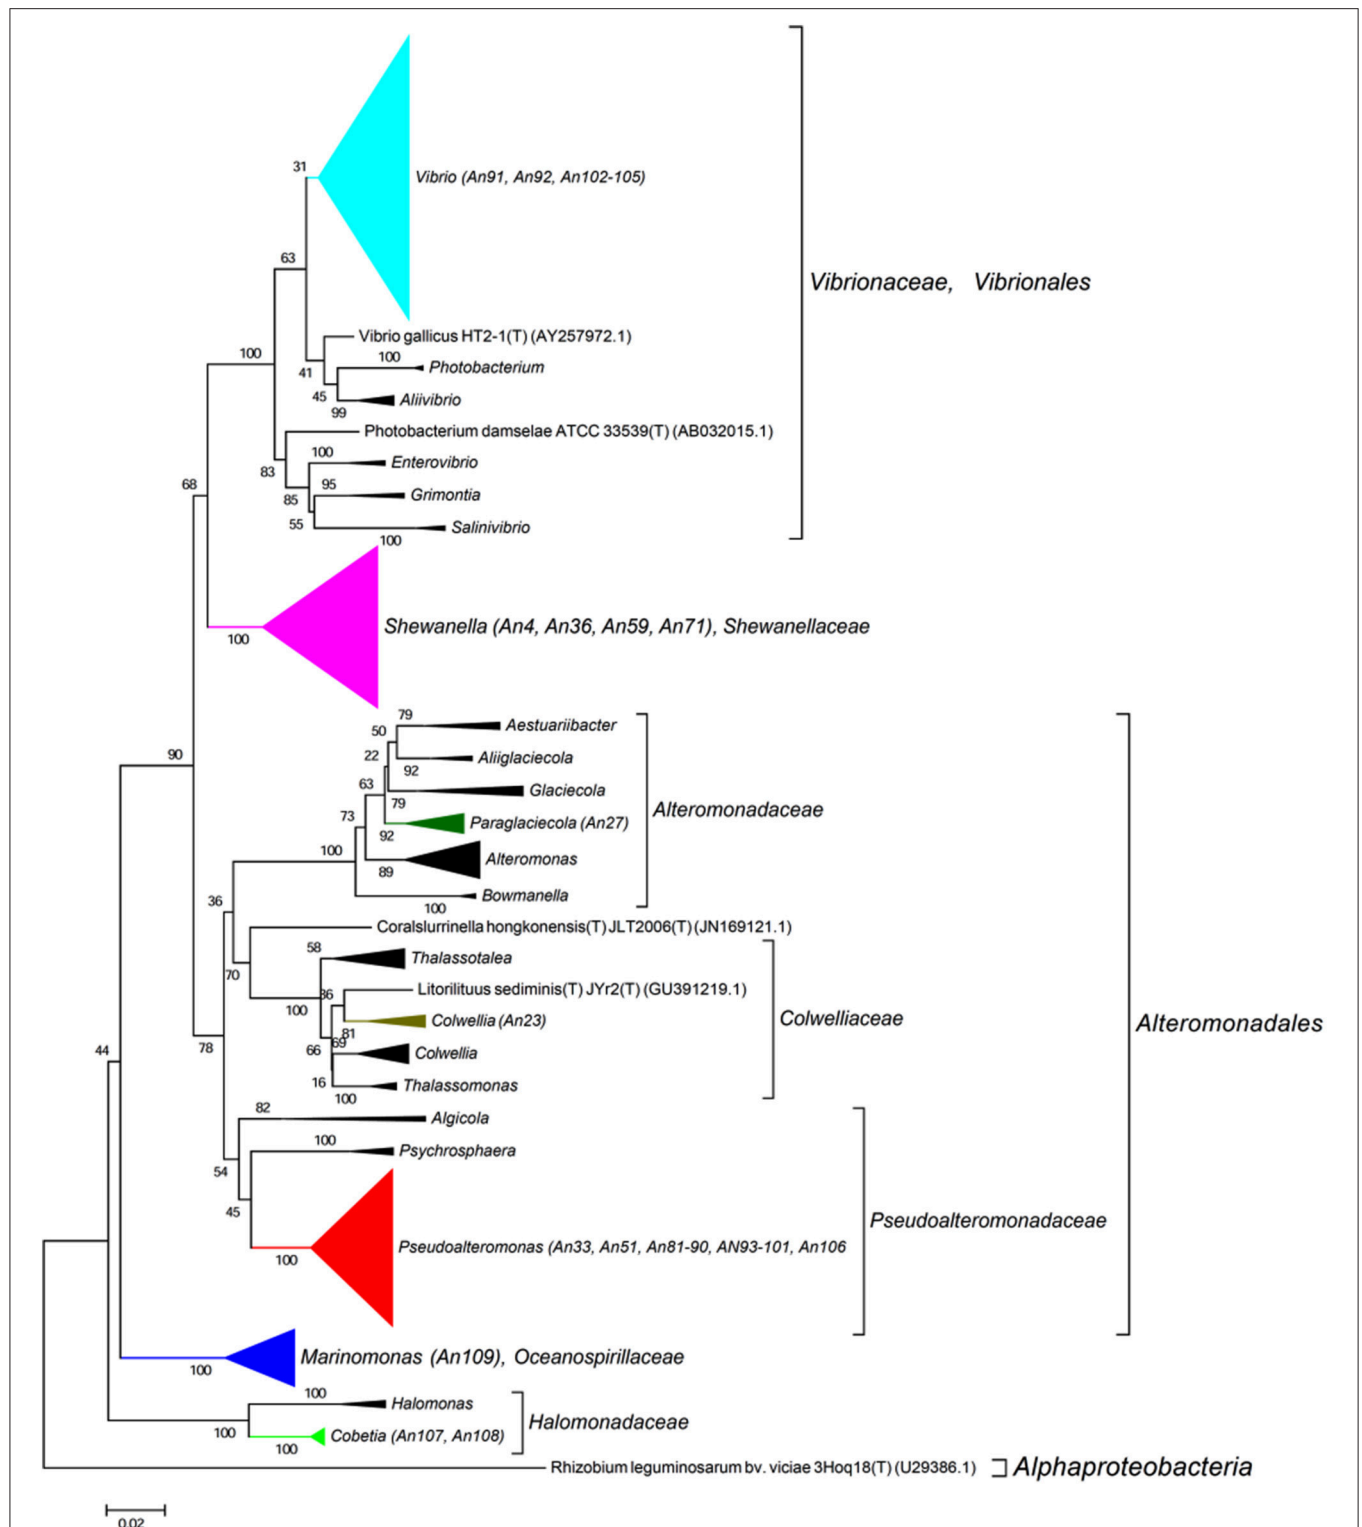 31
Vibrio (An91, An92, An102-105)
63
Vibrionaceae, Vibrionales
Vibrio gallicus HT2-1(T) (AY257972.1)
100
100
Photobacterium
41
45
Aliivibrio
99
Photobacterium damselae ATCC 33539(T) (AB032015.1)
100
Enterovibrio
83
68
95
Grimontia
85
55
Salinivibrio
100
Shewanella (An4, An36, An59, An71), Shewanellaceae
100
79
Aestuariibacter
50
90
22
Aliiglaciecola
92
63
Glaciecola
79
Alteromonadaceae
73
Paraglaciecola (An27)
92
100
Alteromonas
89
36
Bowmanella
100
Coralslurrinella hongkonensis(T) JLT2006(T) (JN169121.1)
58
Thalassotalea
70
Litorilituus sediminis(T) JYr2(T) (GU391219.1)
86
100
Colwellia (An23)
Colwelliaceae
Alteromonadales
81
78
69
44
66
Colwellia
16
Thalassomonas
100
82
Algicola
100
Psychrosphaera
54
45
Pseudoalteromonadaceae
Pseudoalteromonas (An33, An51, An81-90, AN93-101, An106
100
Marinomonas (An109), Oceanospirillaceae
100
100
Halomonas
Halomonadaceae
100
Cobetia (An107, An108)
100
Rhizobium leguminosarum bv. viciae 3Hoq18(T) (U29386.1)
Alphaproteobacteria
0.02